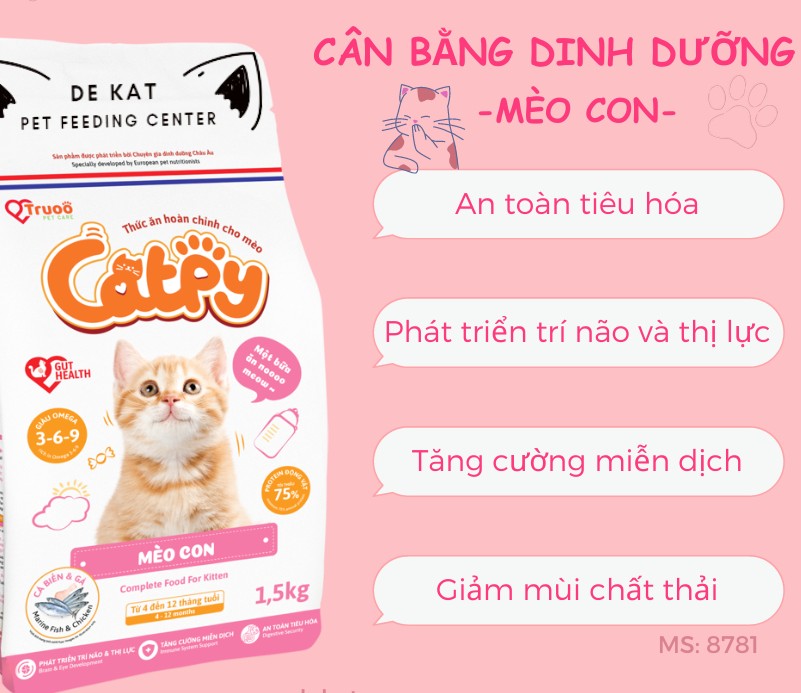 CÂN BẰNG DINH DƯỠNG
-MÈO CON-
An toàn tiêu hóa
Phát triển trí não và thị lực
Tăng cường miễn dịch
Giảm mùi chất thải
MS: 8781
DE KAT
PET FEEDING CENTER
Sản phẩm được phát triển bởi Chuyên gia dinh dưỡng Châu Âu
Specially developed by European pet nutritionists
Truoo
PET CARE
Thức ăn hoàn chỉnh cho mèo
Catpy
GUT
HEALTH
Một bữa
ăn noooo
meow~
GIÀU OMEGA
3-6-9
PROTEIN ĐỘNG VẬT
75%
MÈO CON
Complete Food For Kitten
1,5kg
Từ 4 đến 12 tháng tuổi
4 - 12 months
CÁ BIỂN & GÀ
Marine Fish & Chicken
PHÁT TRIỂN TRÍ NÃO & THỊ LỰC
Brain & Eye Development
TĂNG CƯỜNG MIỄN DỊCH
Immune System Support
AN TOÀN TIÊU HÓA
Digestive Security